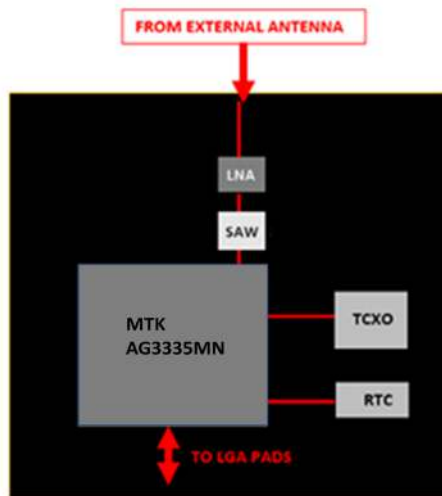 FROM EXTERNAL ANTENNA
LNA
SAW
MTK
AG3335MN
TCXO
RTC
TO LGA PADS